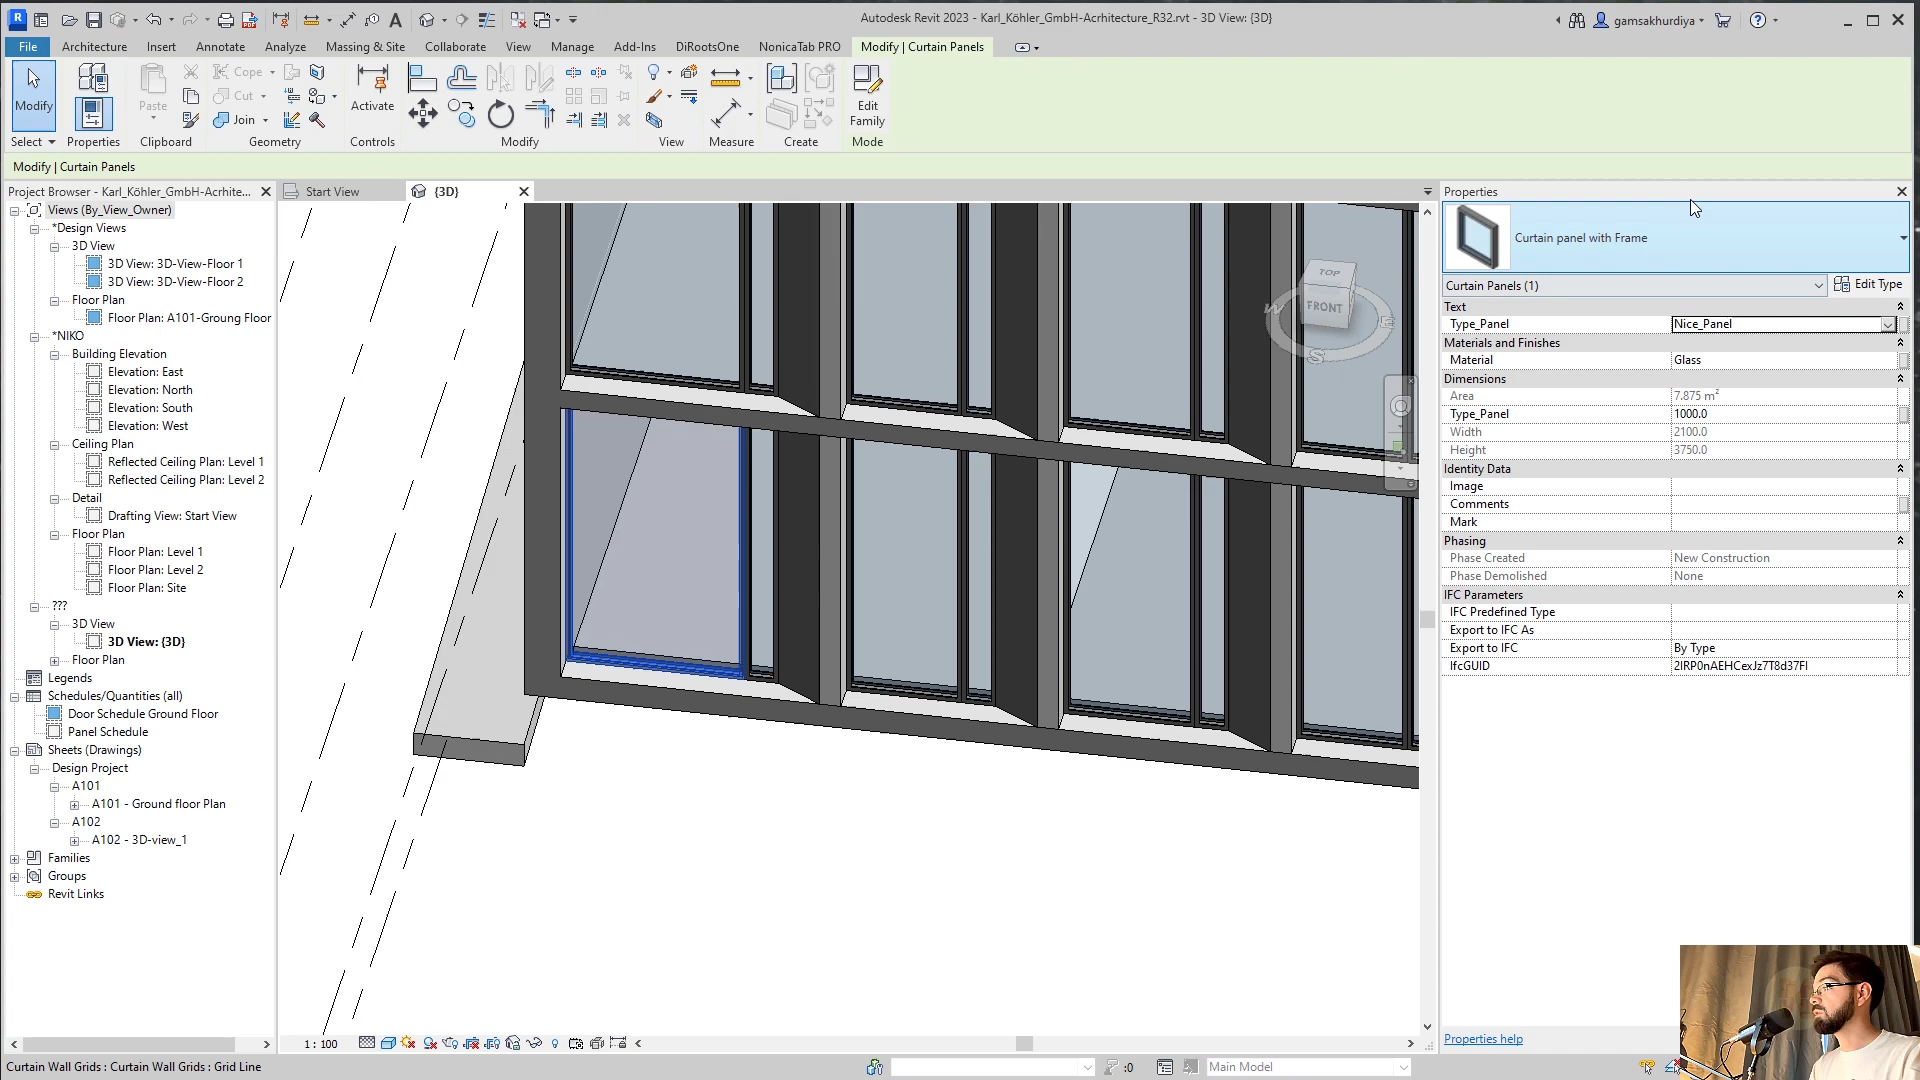 Autodesk Revit 2023 - Karl_Köhler_GmbH-Acrhitecture_R32.rvt - 3D View: {3D}
gamsakhurdiya
File Architecture Insert Annotate Analyze Massing & Site Collaborate View Manage Add-Ins DiRootsOne NonicaTab PRO Modify | Curtain Panels
Modify
Paste
Cope
Cut
Join
Activate
Edit
Family
Select Properties Clipboard Geometry Controls Modify View Measure Create Mode
Modify | Curtain Panels
Project Browser - Karl_Köhler_GmbH-Acrhite...
Start View
{3D}
Views (By_View_Owner)
*Design Views
3D View
3D View: 3D-View-Floor 1
3D View: 3D-View-Floor 2
Floor Plan
Floor Plan: A101-Groung Floor
*NIKO
Building Elevation
Elevation: East
Elevation: North
Elevation: South
Elevation: West
Ceiling Plan
Reflected Ceiling Plan: Level 1
Reflected Ceiling Plan: Level 2
Detail
Drafting View: Start View
Floor Plan
Floor Plan: Level 1
Floor Plan: Level 2
Floor Plan: Site
???
3D View
3D View: {3D}
Floor Plan
Legends
Schedules/Quantities (all)
Door Schedule Ground Floor
Panel Schedule
Sheets (Drawings)
Design Project
A101
A101 - Ground floor Plan
A102
A102 - 3D-view_1
Families
Groups
Revit Links
TOP
FRONT
W
E
S
Properties
Curtain panel with Frame
Curtain Panels (1)
Edit Type
Text
Type_Panel Nice_Panel
Materials and Finishes
Material Glass
Dimensions
Area 7.875 m²
Type_Panel 1000.0
Width 2100.0
Height 3750.0
Identity Data
Image
Comments
Mark
Phasing
Phase Created New Construction
Phase Demolished None
IFC Parameters
IFC Predefined Type
Export to IFC As
Export to IFC By Type
Properties help
1 : 100
Curtain Wall Grids : Curtain Wall Grids : Grid Line
:0
Main Model